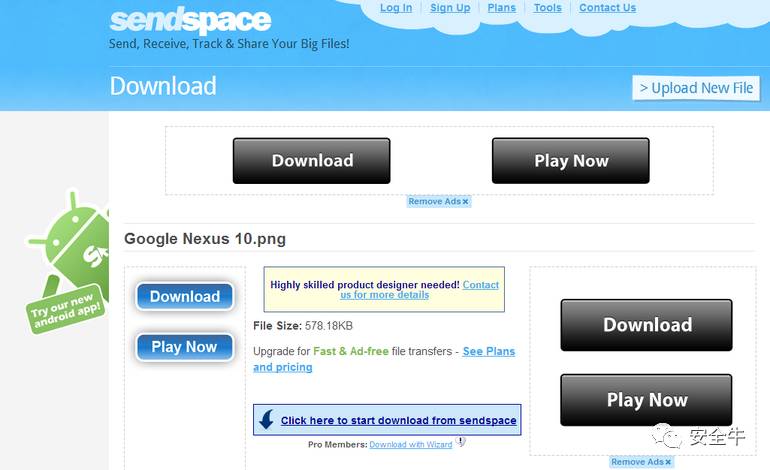 Log In Sign Up Plans Tools Contact Us
sendspace
Send, Receive, Track & Share Your Big Files!
Download
> Upload New File
Download Play Now
Remove Ads ×
Google Nexus 10.png
Download
Play Now
Try our new
android app!
Highly skilled product designer needed! Contact
us for more details
File Size: 578.18KB
Upgrade for Fast & Ad-free file transfers - See Plans
and pricing
Click here to start download from sendspace
Pro Members: Download with Wizard
Download
Play Now
Remove Ads ×
安全牛